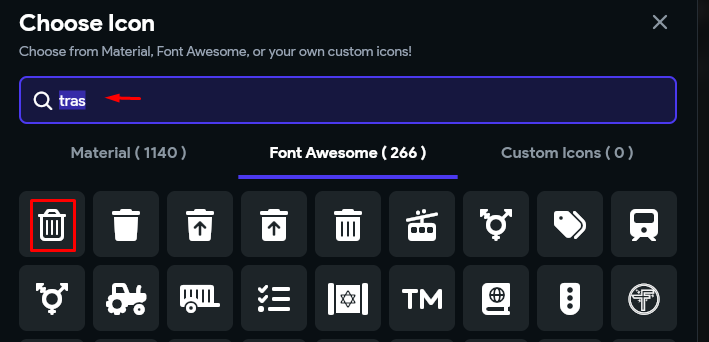 Choose Icon
Choose from Material, Font Awesome, or your own custom icons!
tras
Material ( 1140 )
Font Awesome ( 266 )
Custom Icons ( 0 )
TM